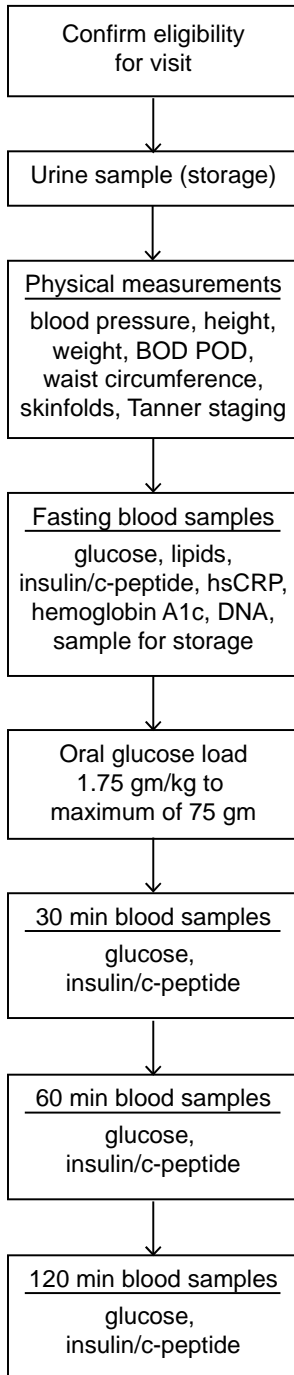 Confirm eligibility
for visit
Urine sample (storage)
Physical measurements
blood pressure, height,
weight, BOD POD,
waist circumference,
skinfolds, Tanner staging
Fasting blood samples
glucose, lipids,
insulin/c-peptide, hsCRP,
hemoglobin A1c, DNA,
sample for storage
Oral glucose load
1.75 gm/kg to
maximum of 75 gm
30 min blood samples
glucose,
insulin/c-peptide
60 min blood samples
glucose,
insulin/c-peptide
120 min blood samples
glucose,
insulin/c-peptide